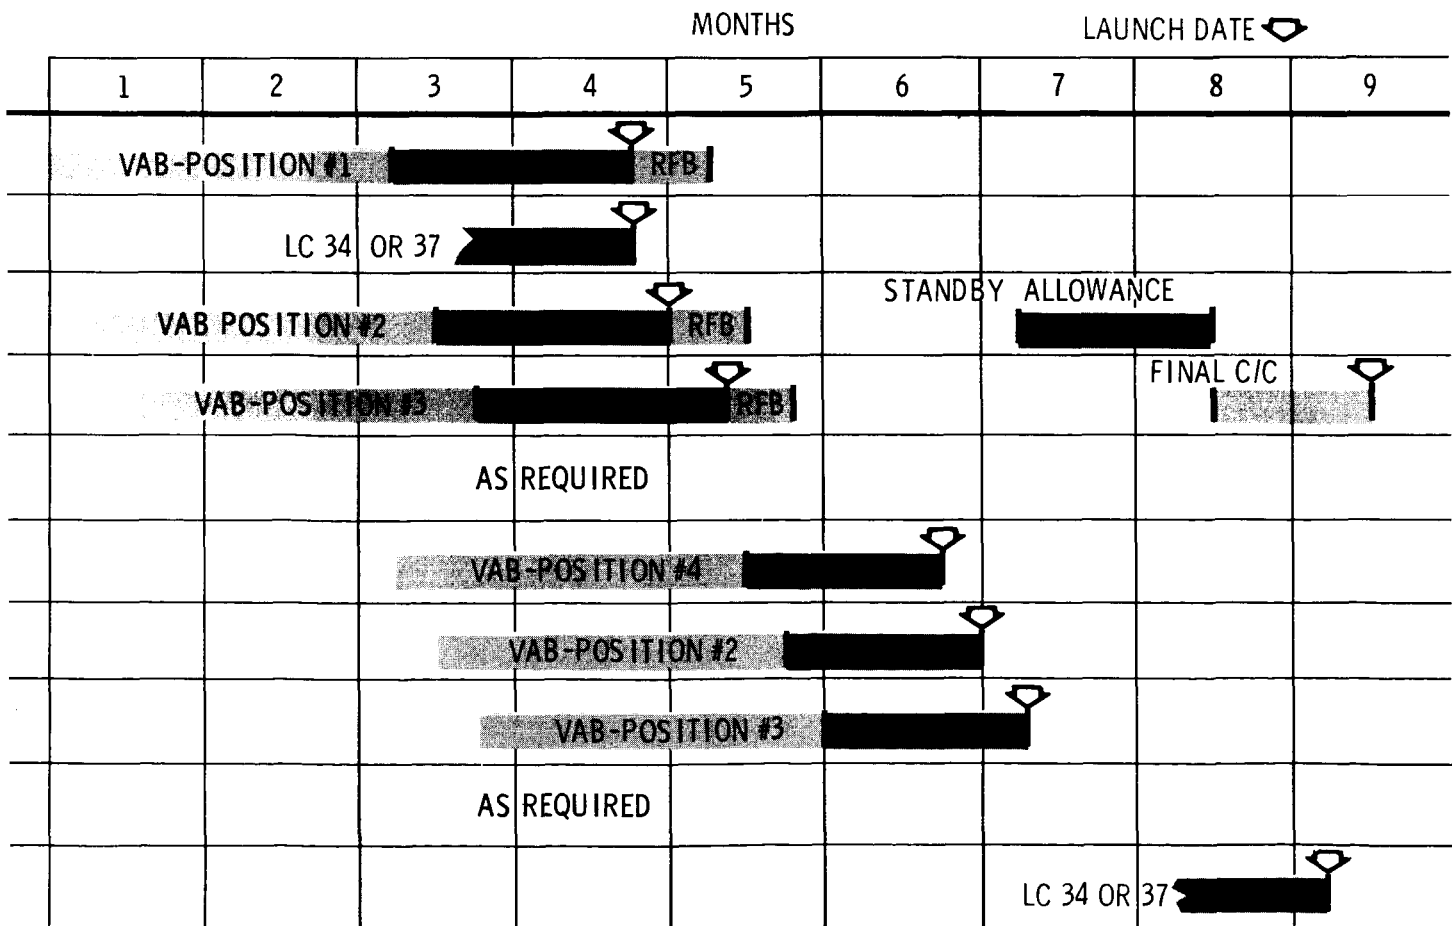 MONTHS
LAUNCH DATE
1 2 3 4 5 6 7 8 9
VAB-POSITION #1 RFB
LC 34 OR 37
STANDBY ALLOWANCE
VAB POSITION #2 RFB
FINAL C/C
VAB-POSITION #3 RFB
AS REQUIRED
VAB-POSITION #4
VAB-POSITION #2
VAB-POSITION #3
AS REQUIRED
LC 34 OR 37